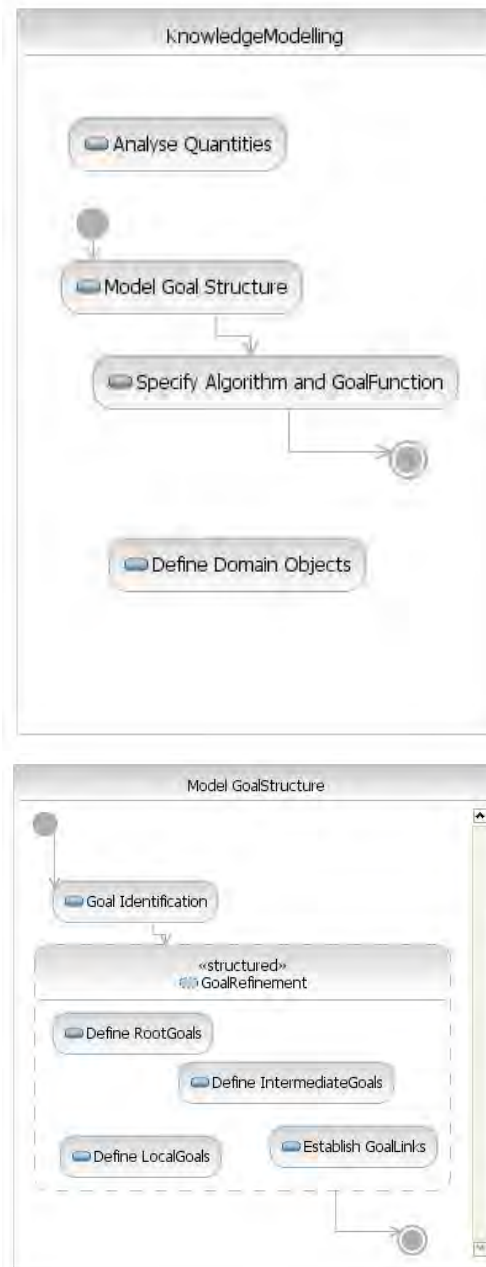 KnowledgeModelling
Analyse Quantities
Model Goal Structure
Specify Algorithm and GoalFunction
Define Domain Objects
Model GoalStructure
Goal Identification
«structured»
GoalRefinement
Define RootGoals
Define IntermediateGoals
Define LocalGoals
Establish GoalLinks